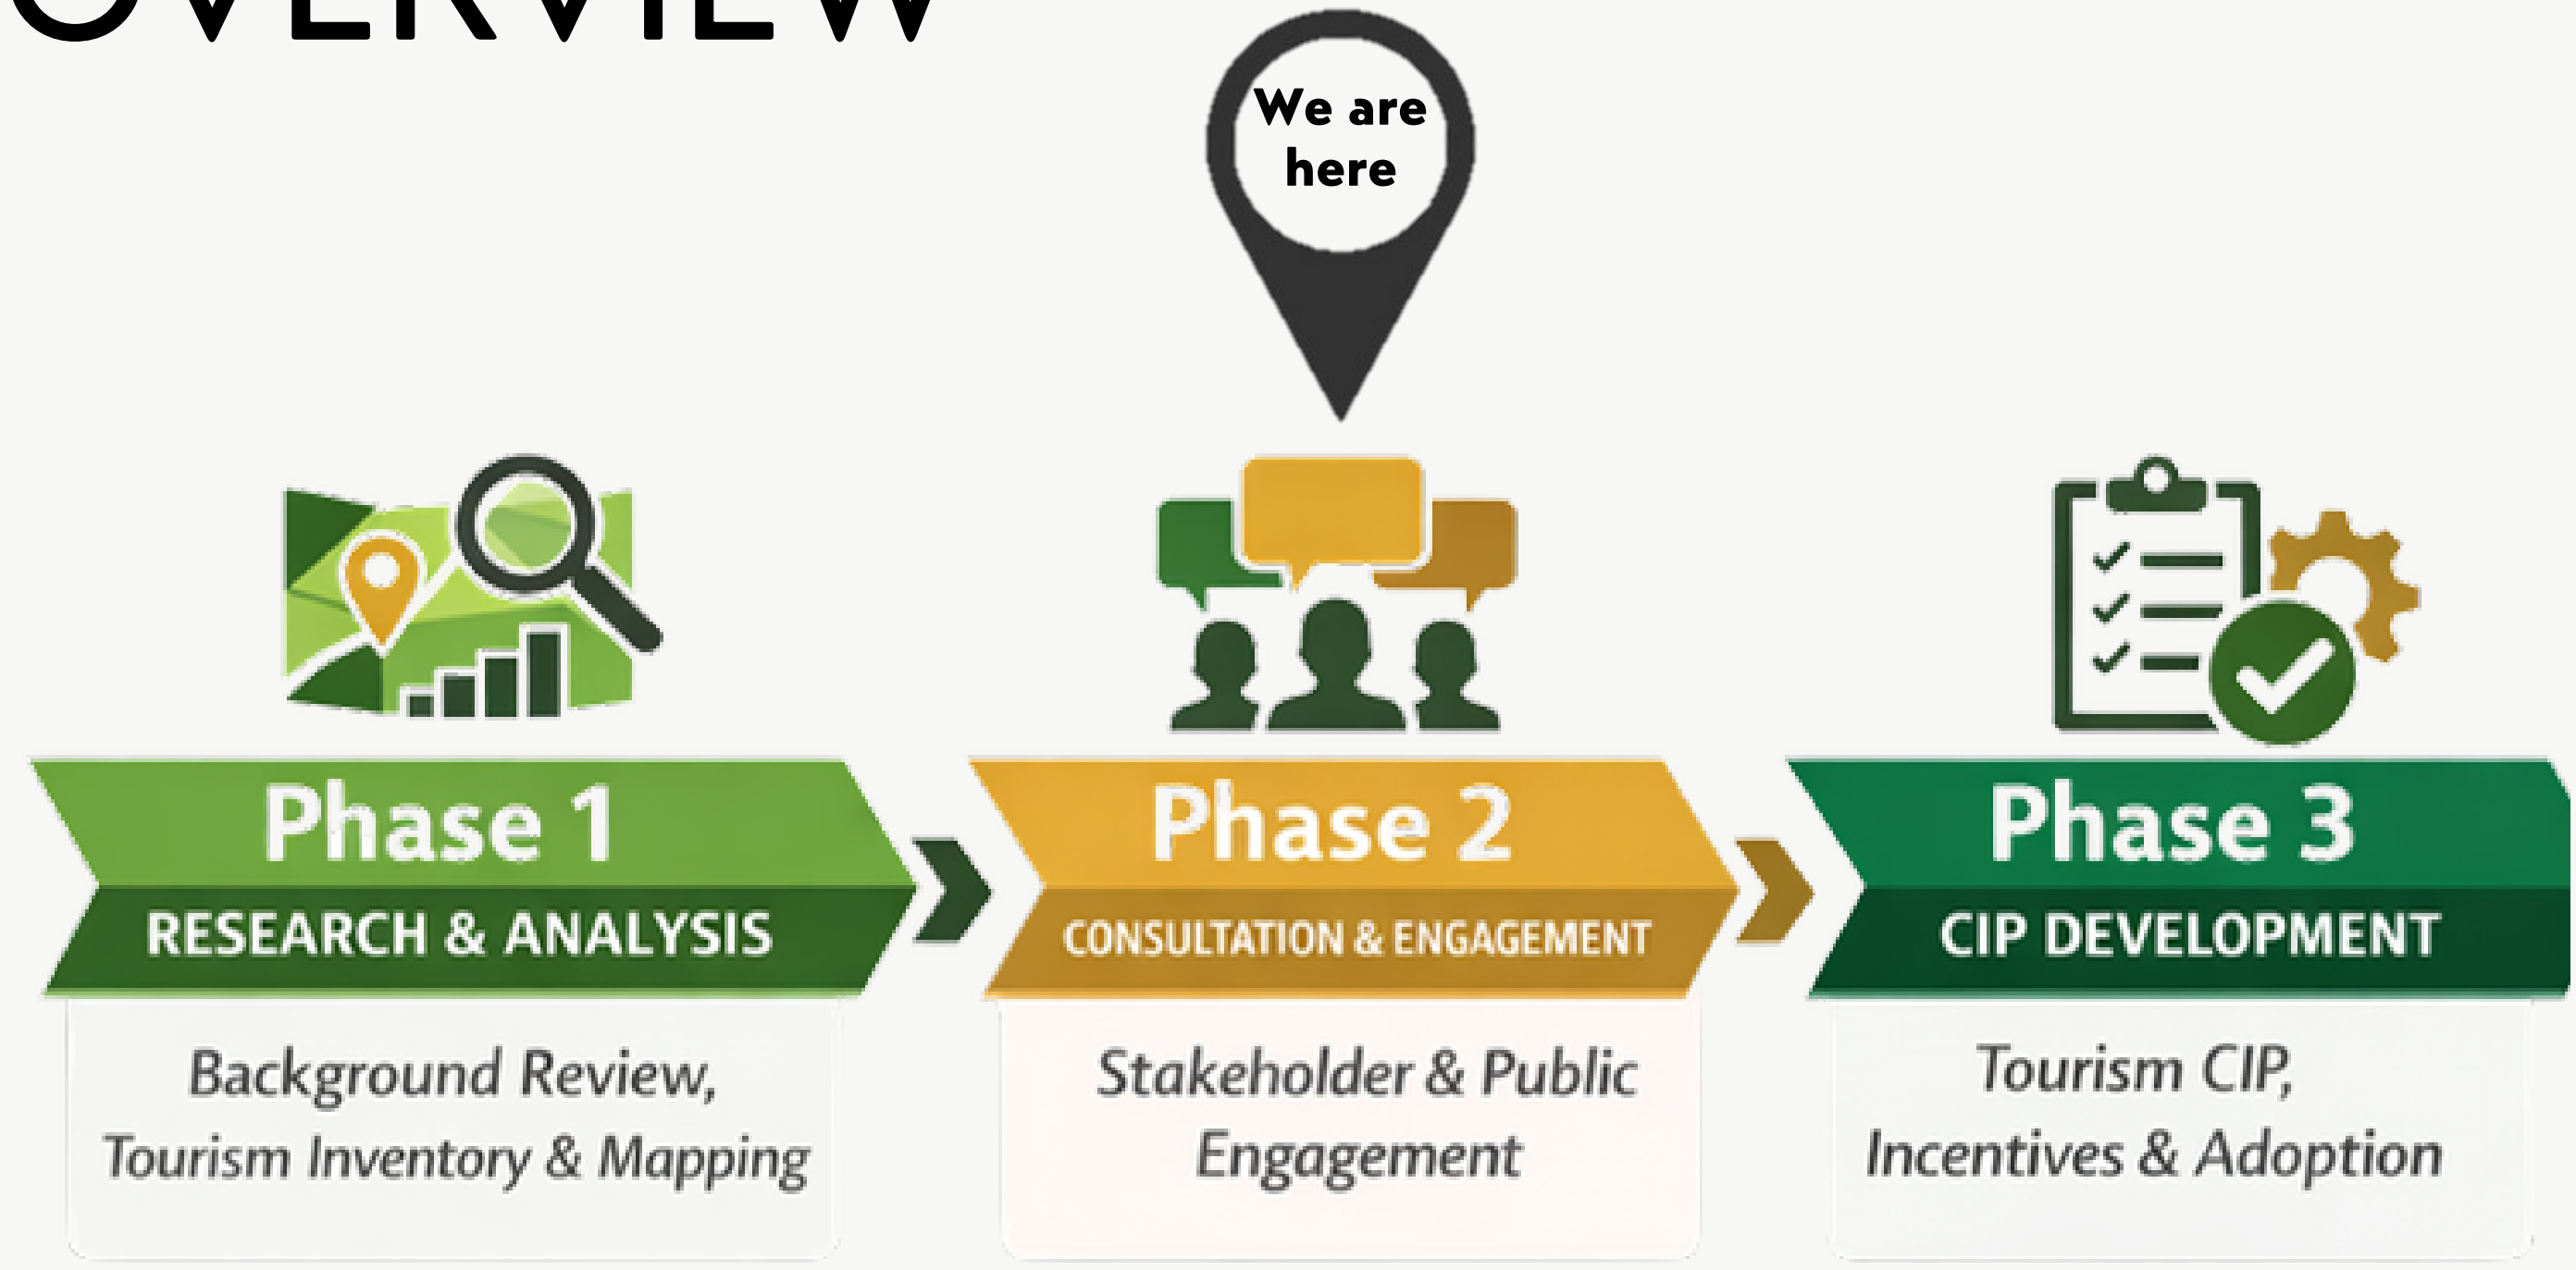 OVERVIEW
We are
here
Phase 1
RESEARCH & ANALYSIS
Background Review,
Tourism Inventory & Mapping
Phase 2
CONSULTATION & ENGAGEMENT
Stakeholder & Public
Engagement
Phase 3
CIP DEVELOPMENT
Tourism CIP,
Incentives & Adoption